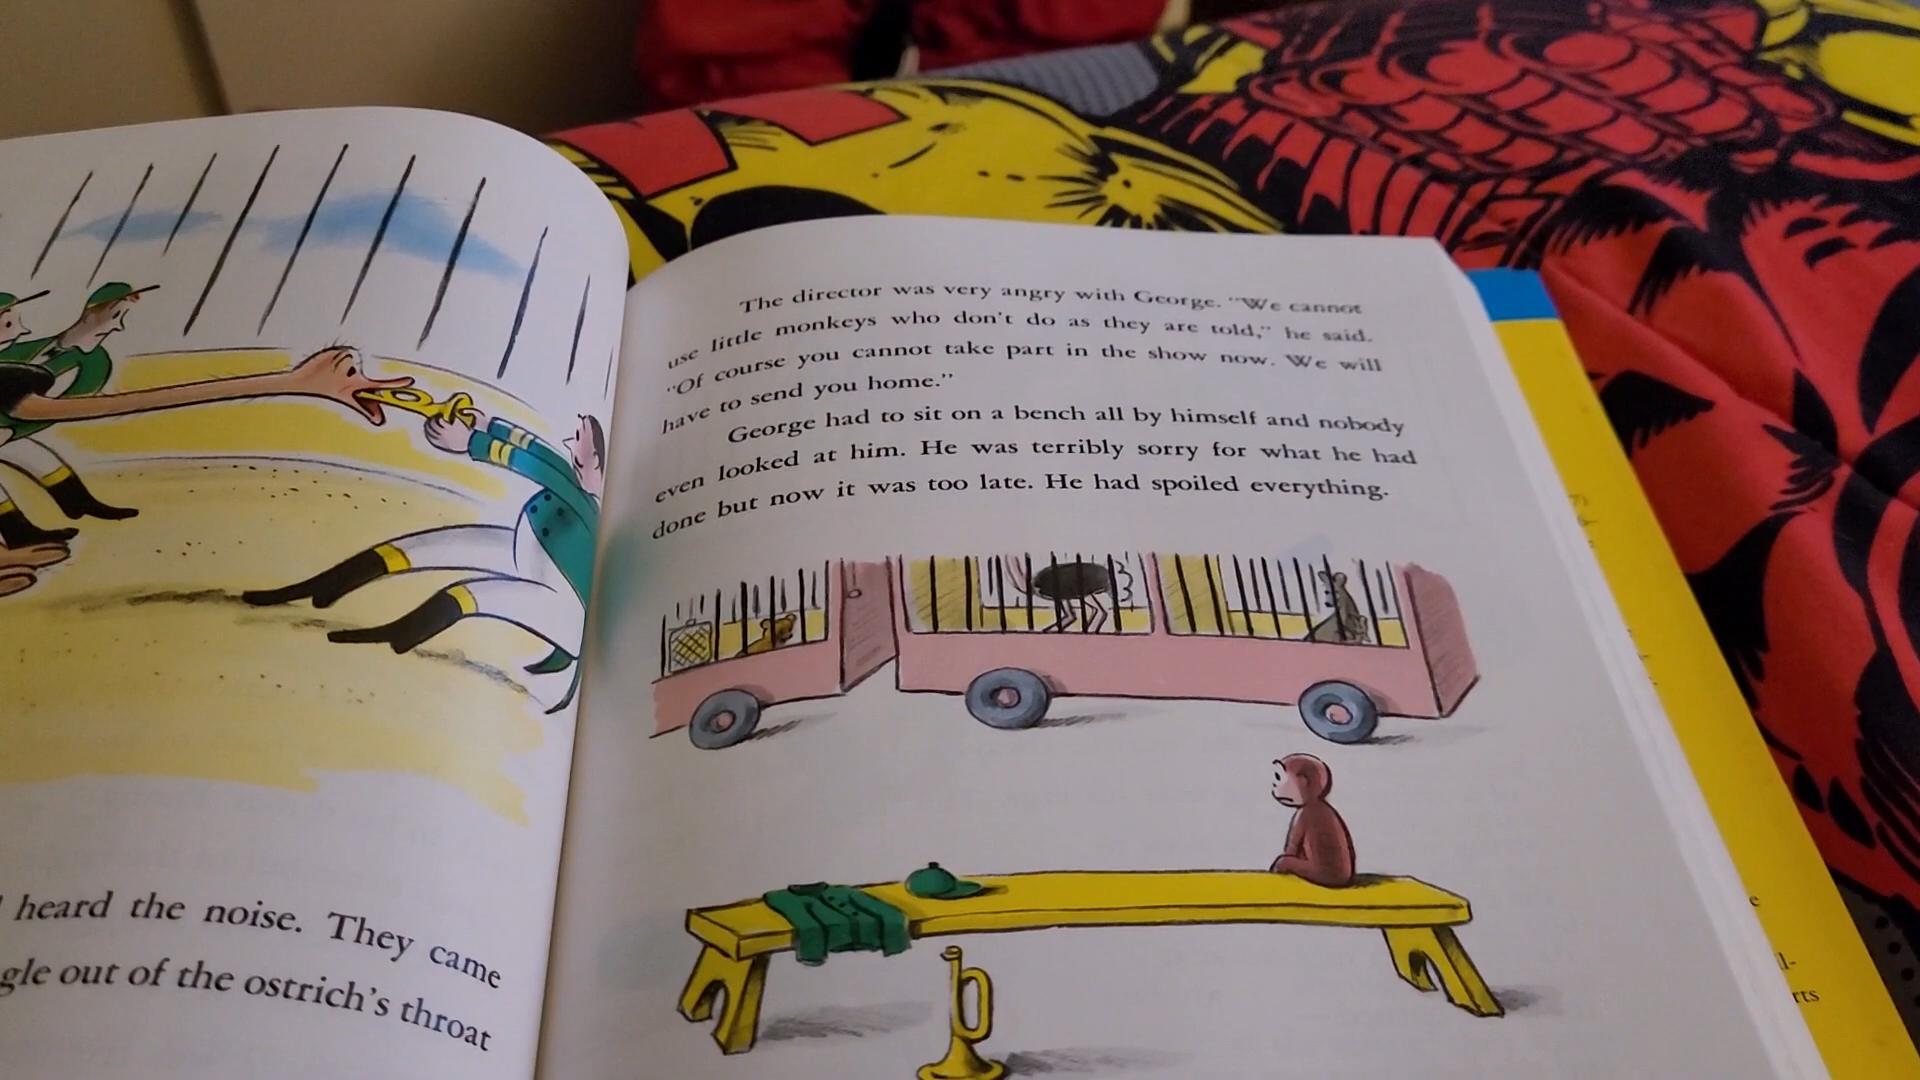 heard the noise. They came
gle out of the ostrich's throat
The director was very angry with George. "We cannot
use little monkeys who don't do as they are told," he said.
"Of course you cannot take part in the show now. We will
have to send you home."
George had to sit on a bench all by himself and nobody
even looked at him. He was terribly sorry for what he had
done but now it was too late. He had spoiled everything.
e
l-
rts